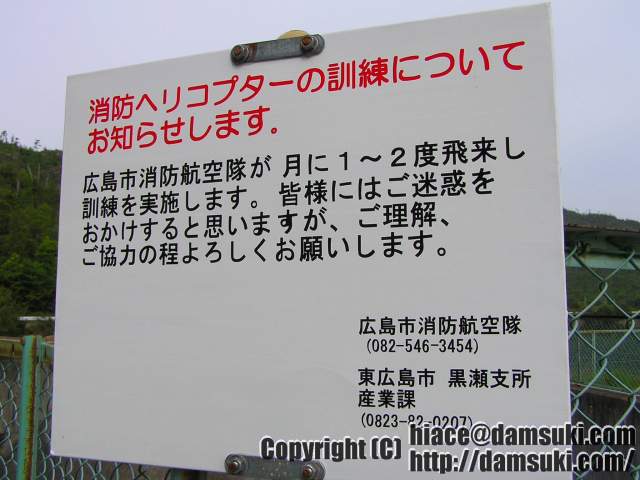 消防ヘリコプターの訓練について
お知らせします。
広島市消防航空隊が 月に1～2度飛来し
訓練を実施します。皆様にはご迷惑を
おかけすると思いますが、ご理解、
ご協力の程よろしくお願いします。
広島市消防航空隊
(082-546-3454)
東広島市 黒瀬支所
産業課
(0823-82-0207)
Copyright (C) hiace@damsuki.com
http://damsuki.com/